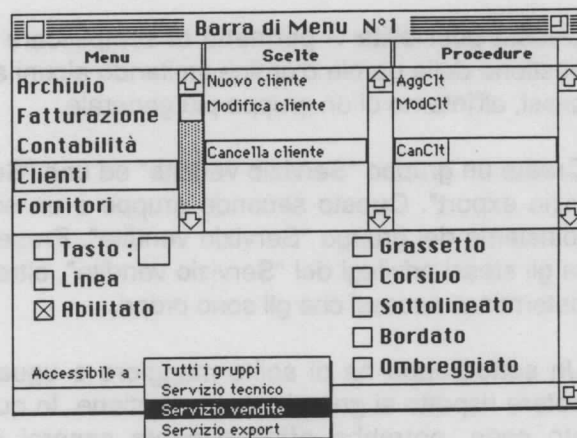 Barra di Menu N°1
Menu Scelte Procedure
Archivio
Fatturazione
Contabilità
Clienti
Fornitori
Nuovo cliente
Modifica cliente
Cancella cliente
AggClt
ModClt
CanClt
Tasto:
Linea
Abilitato
Grassetto
Corsivo
Sottolineato
Bordato
Ombreggiato
Accessibile a:
Tutti i gruppi
Servizio tecnico
Servizio vendite
Servizio export